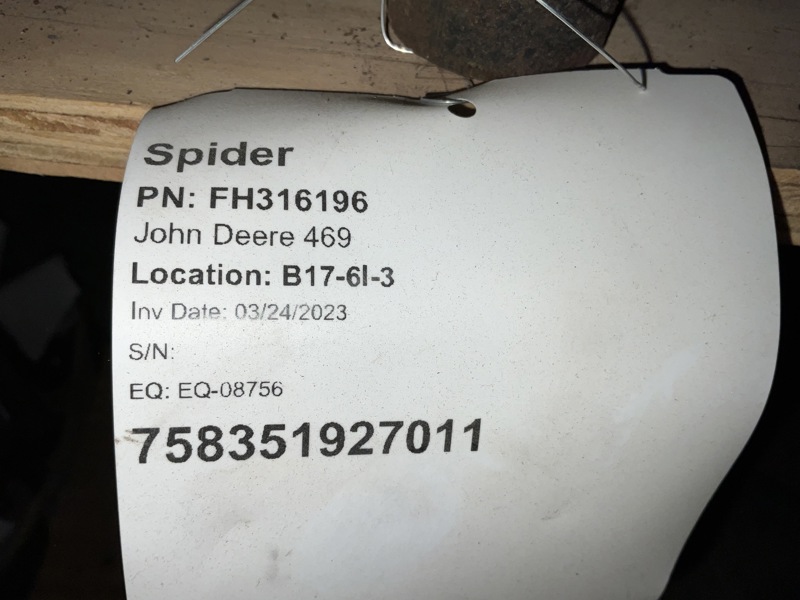 Spider
PN: FH316196
John Deere 469
Location: B17-6I-3
Inv Date: 03/24/2023
S/N:
EQ: EQ-08756
758351927011